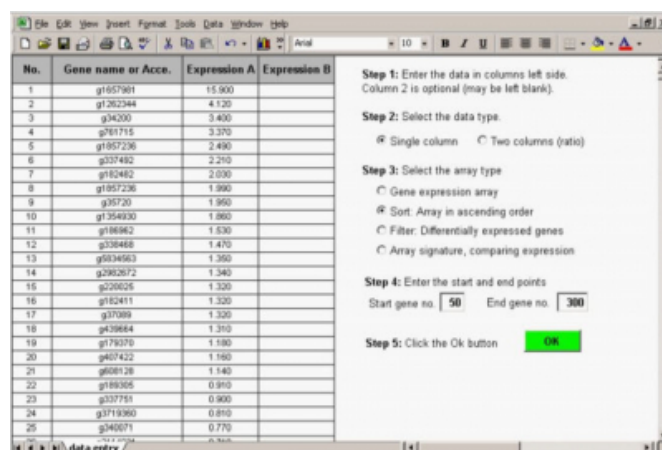 File Edit View Insert Format Tools Data Window Help
Arial 10 B I U
No. Gene name or Acce. Expression A Expression B
1 g1657981 15.900
2 g1262344 4.120
3 g34200 3.400
4 g761715 3.370
5 g1857236 2.490
6 g337492 2.210
7 g182482 2.030
8 g1857236 1.990
9 g35720 1.950
10 g1354930 1.860
11 g186962 1.530
12 g338468 1.470
13 g5834563 1.350
14 g2982672 1.340
15 g220025 1.320
16 g182411 1.320
17 g37089 1.320
18 g439664 1.310
19 g179370 1.180
20 g407422 1.160
21 g608128 1.140
22 g189305 0.910
23 g337751 0.900
24 g3719360 0.810
25 g340071 0.770
data entry
Step 1: Enter the data in columns left side.
Column 2 is optional (may be left blank).
Step 2: Select the data type.
Single column Two columns (ratio)
Step 3: Select the array type
Gene expression array
Sort: Array in ascending order
Filter: Differentially expressed genes
Array signature, comparing expression
Step 4: Enter the start and end points
Start gene no. 50 End gene no. 300
Step 5: Click the Ok button OK